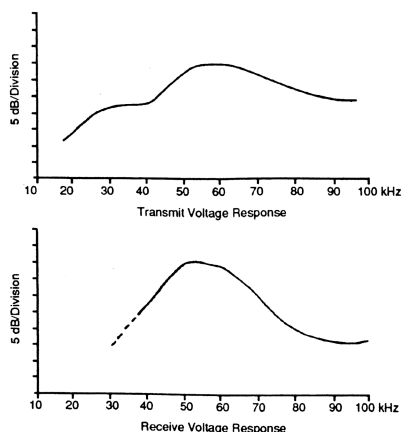 5 dB/Division
10 20 30 40 50 60 70 80 90 100 kHz
Transmit Voltage Response
5 dB/Division
10 20 30 40 50 60 70 80 90 100 kHz
Receive Voltage Response